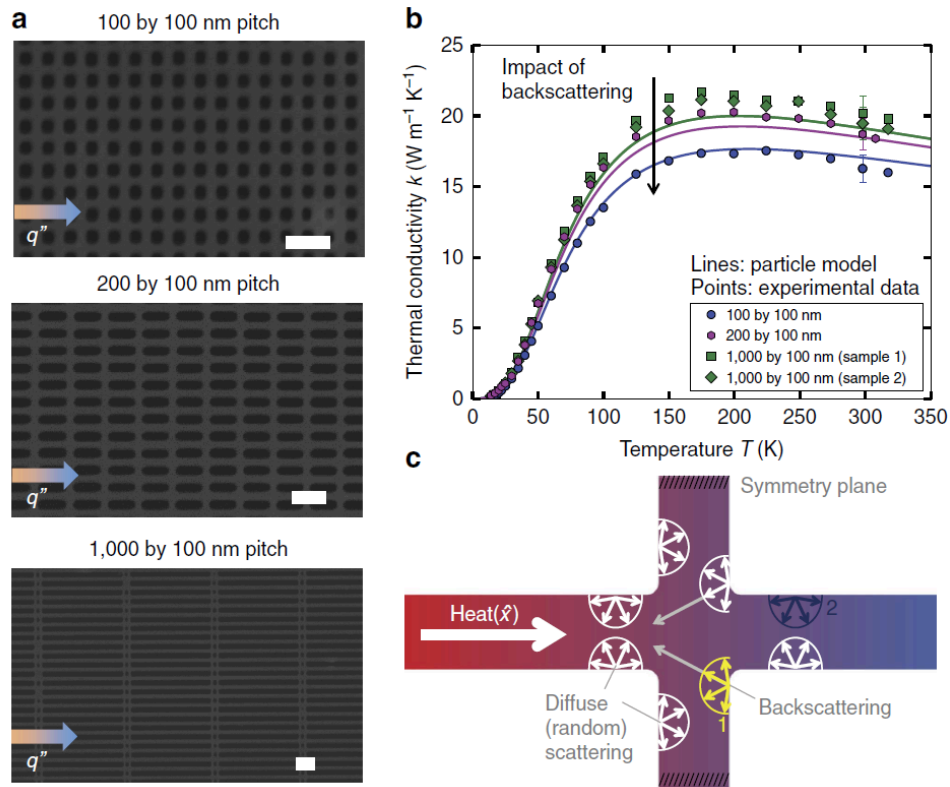 a
100 by 100 nm pitch
q”
200 by 100 nm pitch
q”
1,000 by 100 nm pitch
q”
b
Thermal conductivity k (W m⁻¹ K⁻¹)
25
20
15
10
5
0
Impact of
backscattering
Lines: particle model
Points: experimental data
100 by 100 nm
200 by 100 nm
1,000 by 100 nm (sample 1)
1,000 by 100 nm (sample 2)
0 50 100 150 200 250 300 350
Temperature T (K)
c
Symmetry plane
Heat(x̂)
2
Diffuse
(random)
scattering
1
Backscattering